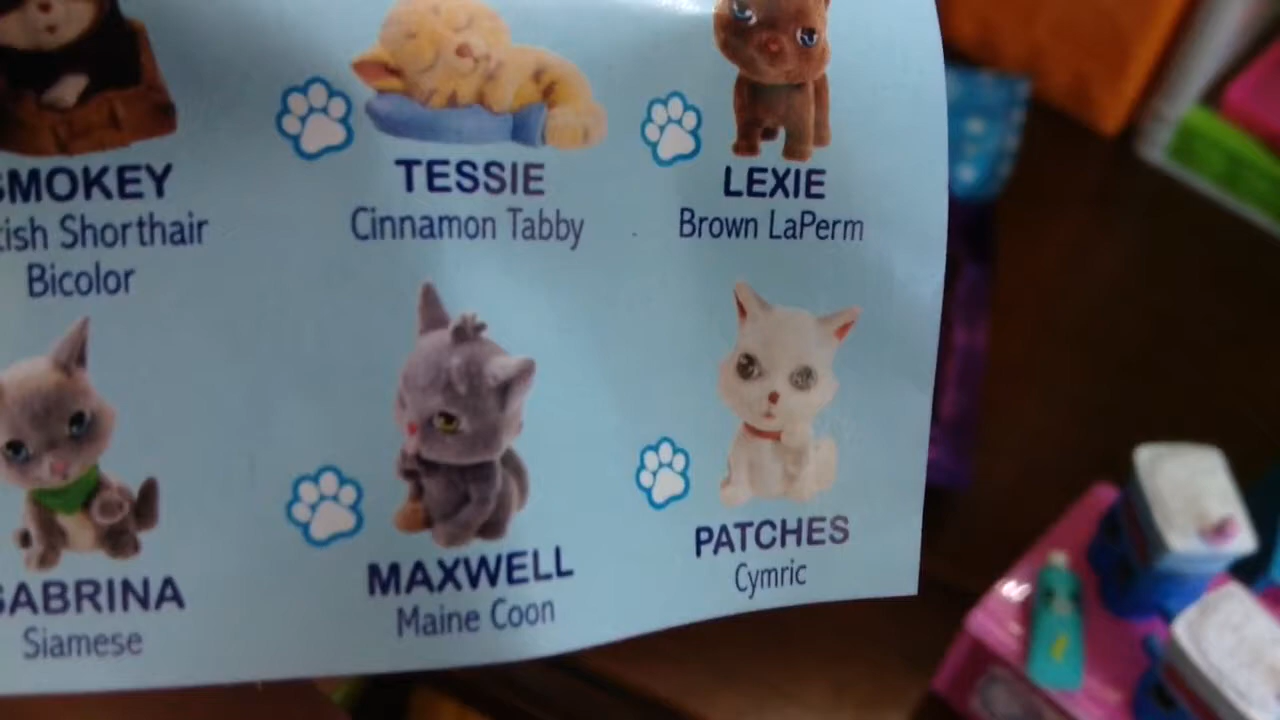 SMOKEY
tish Shorthair
Bicolor
TESSIE
Cinnamon Tabby
LEXIE
Brown LaPerm
SABRINA
Siamese
MAXWELL
Maine Coon
PATCHES
Cymric